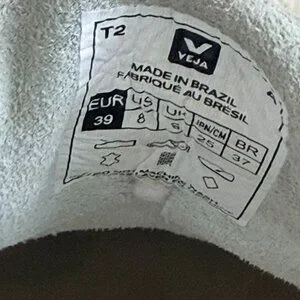 T2
VEJA
MADE IN BRAZIL
FABRIQUÉ AU BRÉSIL
EUR US UK JPN/CM BR
39 8 6 25 37